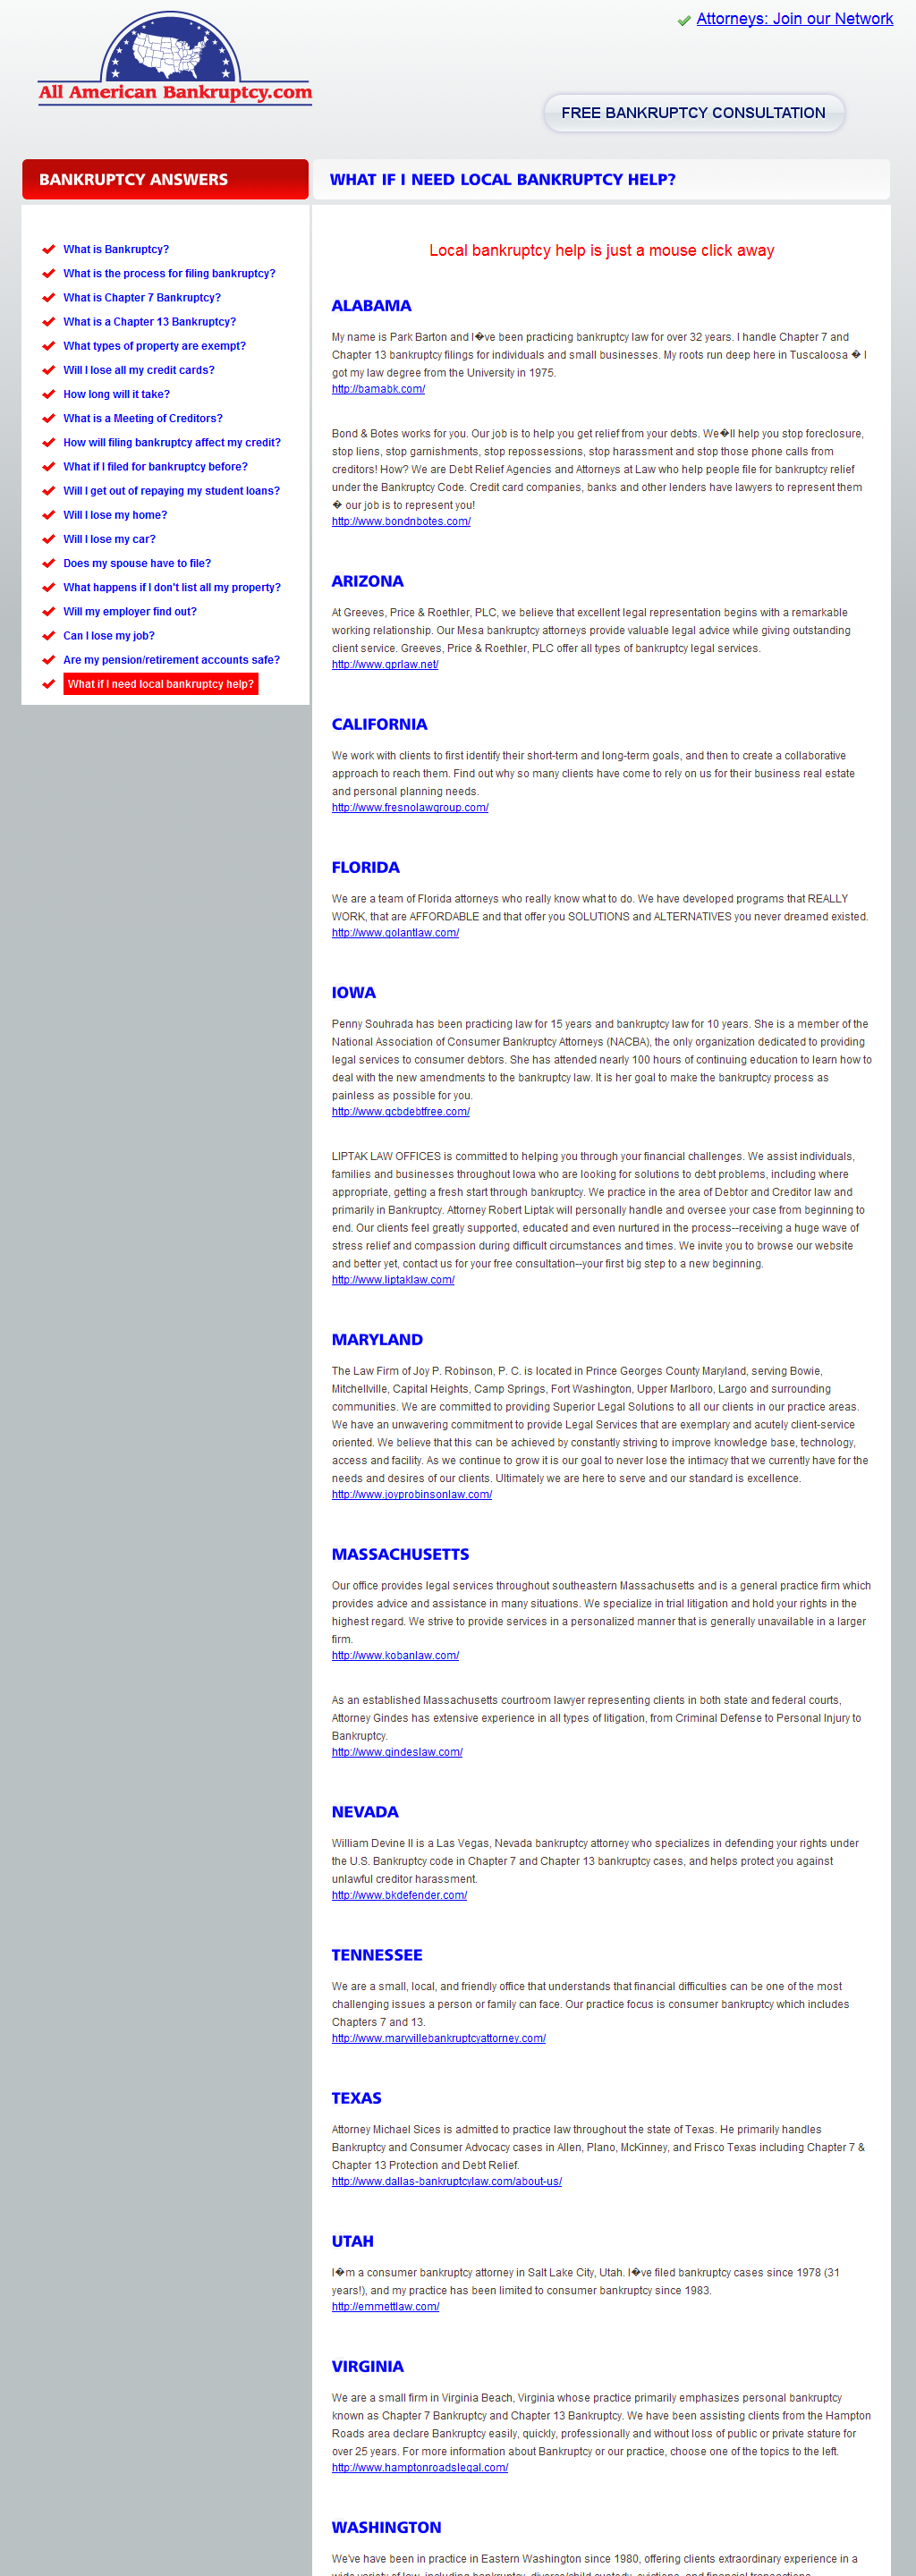 Attorneys: Join our Network
All American Bankruptcy.com
FREE BANKRUPTCY CONSULTATION
BANKRUPTCY ANSWERS
What is Bankruptcy?
What is the process for filing bankruptcy?
What is Chapter 7 Bankruptcy?
What is a Chapter 13 Bankruptcy?
What types of property are exempt?
Will I lose all my credit cards?
How long will it take?
What is a Meeting of Creditors?
How will filing bankruptcy affect my credit?
What if I filed for bankruptcy before?
Will I get out of repaying my student loans?
Will I lose my home?
Will I lose my car?
Does my spouse have to file?
What happens if I don't list all my property?
Will my employer find out?
Can I lose my job?
Are my pension/retirement accounts safe?
What if I need local bankruptcy help?
WHAT IF I NEED LOCAL BANKRUPTCY HELP?
Local bankruptcy help is just a mouse click away
ALABAMA
My name is Park Barton and I�ve been practicing bankruptcy law for over 32 years. I handle Chapter 7 and
Chapter 13 bankruptcy filings for individuals and small businesses. My roots run deep here in Tuscaloosa � I
got my law degree from the University in 1975.
http://bamabk.com/
Bond & Botes works for you. Our job is to help you get relief from your debts. We�ll help you stop foreclosure,
stop liens, stop garnishments, stop repossessions, stop harassment and stop those phone calls from
creditors! How? We are Debt Relief Agencies and Attorneys at Law who help people file for bankruptcy relief
under the Bankruptcy Code. Credit card companies, banks and other lenders have lawyers to represent them
� our job is to represent you!
http://www.bondnbotes.com/
ARIZONA
At Greeves, Price & Roethler, PLC, we believe that excellent legal representation begins with a remarkable
working relationship. Our Mesa bankruptcy attorneys provide valuable legal advice while giving outstanding
client service. Greeves, Price & Roethler, PLC offer all types of bankruptcy legal services.
http://www.gprlaw.net/
CALIFORNIA
We work with clients to first identify their short-term and long-term goals, and then to create a collaborative
approach to reach them. Find out why so many clients have come to rely on us for their business real estate
and personal planning needs.
http://www.fresnolawgroup.com/
FLORIDA
We are a team of Florida attorneys who really know what to do. We have developed programs that REALLY
WORK, that are AFFORDABLE and that offer you SOLUTIONS and ALTERNATIVES you never dreamed existed.
http://www.golantlaw.com/
IOWA
Penny Souhrada has been practicing law for 15 years and bankruptcy law for 10 years. She is a member of the
National Association of Consumer Bankruptcy Attorneys (NACBA), the only organization dedicated to providing
legal services to consumer debtors. She has attended nearly 100 hours of continuing education to learn how to
deal with the new amendments to the bankruptcy law. It is her goal to make the bankruptcy process as
painless as possible for you.
http://www.qcbdebtfree.com/
LIPTAK LAW OFFICES is committed to helping you through your financial challenges. We assist individuals,
families and businesses throughout Iowa who are looking for solutions to debt problems, including where
appropriate, getting a fresh start through bankruptcy. We practice in the area of Debtor and Creditor law and
primarily in Bankruptcy. Attorney Robert Liptak will personally handle and oversee your case from beginning to
end. Our clients feel greatly supported, educated and even nurtured in the process--receiving a huge wave of
stress relief and compassion during difficult circumstances and times. We invite you to browse our website
and better yet, contact us for your free consultation--your first big step to a new beginning.
http://www.liptaklaw.com/
MARYLAND
The Law Firm of Joy P. Robinson, P. C. is located in Prince Georges County Maryland, serving Bowie,
Mitchellville, Capital Heights, Camp Springs, Fort Washington, Upper Marlboro, Largo and surrounding
communities. We are committed to providing Superior Legal Solutions to all our clients in our practice areas.
We have an unwavering commitment to provide Legal Services that are exemplary and acutely client-service
oriented. We believe that this can be achieved by constantly striving to improve knowledge base, technology,
access and facility. As we continue to grow it is our goal to never lose the intimacy that we currently have for the
needs and desires of our clients. Ultimately we are here to serve and our standard is excellence.
http://www.joyprobinsonlaw.com/
MASSACHUSETTS
Our office provides legal services throughout southeastern Massachusetts and is a general practice firm which
provides advice and assistance in many situations. We specialize in trial litigation and hold your rights in the
highest regard. We strive to provide services in a personalized manner that is generally unavailable in a larger
firm.
http://www.kobanlaw.com/
As an established Massachusetts courtroom lawyer representing clients in both state and federal courts,
Attorney Gindes has extensive experience in all types of litigation, from Criminal Defense to Personal Injury to
Bankruptcy.
http://www.gindeslaw.com/
NEVADA
William Devine II is a Las Vegas, Nevada bankruptcy attorney who specializes in defending your rights under
the U.S. Bankruptcy code in Chapter 7 and Chapter 13 bankruptcy cases, and helps protect you against
unlawful creditor harassment.
http://www.bkdefender.com/
TENNESSEE
We are a small, local, and friendly office that understands that financial difficulties can be one of the most
challenging issues a person or family can face. Our practice focus is consumer bankruptcy which includes
Chapters 7 and 13.
http://www.maryvillebankruptcyattorney.com/
TEXAS
Attorney Michael Sices is admitted to practice law throughout the state of Texas. He primarily handles
Bankruptcy and Consumer Advocacy cases in Allen, Plano, McKinney, and Frisco Texas including Chapter 7 &
Chapter 13 Protection and Debt Relief.
http://www.dallas-bankruptcylaw.com/about-us/
UTAH
I�m a consumer bankruptcy attorney in Salt Lake City, Utah. I�ve filed bankruptcy cases since 1978 (31
years!), and my practice has been limited to consumer bankruptcy since 1983.
http://emmettlaw.com/
VIRGINIA
We are a small firm in Virginia Beach, Virginia whose practice primarily emphasizes personal bankruptcy
known as Chapter 7 Bankruptcy and Chapter 13 Bankruptcy. We have been assisting clients from the Hampton
Roads area declare Bankruptcy easily, quickly, professionally and without loss of public or private stature for
over 25 years. For more information about Bankruptcy or our practice, choose one of the topics to the left.
http://www.hamptonroadslegal.com/
WASHINGTON
We've have been in practice in Eastern Washington since 1980, offering clients extraordinary experience in a
wide variety of law, including bankruptcy, divorce/child custody, evictions, and financial transactions.